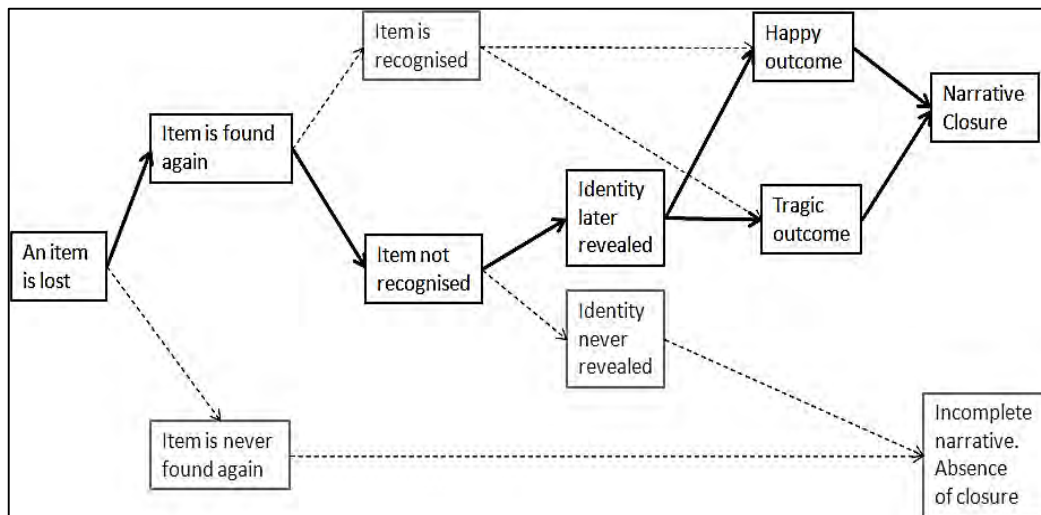 Item is
recognised
Happy
outcome
Narrative
Closure
Item is found
again
Identity
later
revealed
Tragic
outcome
An item
is lost
Item not
recognised
Identity
never
revealed
Item is never
found again
Incomplete
narrative.
Absence
of closure